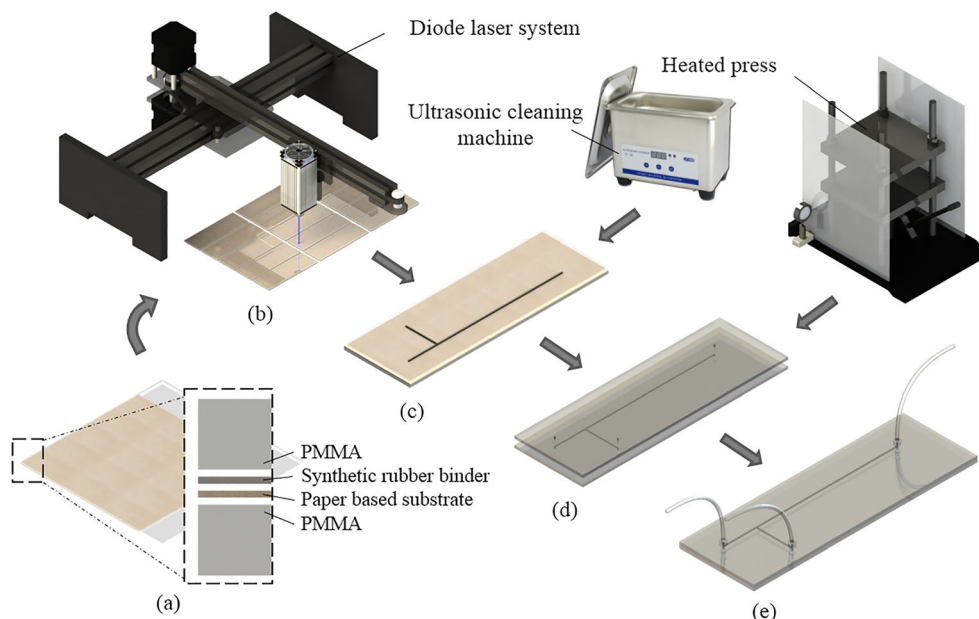 Diode laser system
Heated press
Ultrasonic cleaning
machine
(b)
(c)
PMMA
Synthetic rubber binder
Paper based substrate
PMMA
(d)
(a)
(e)